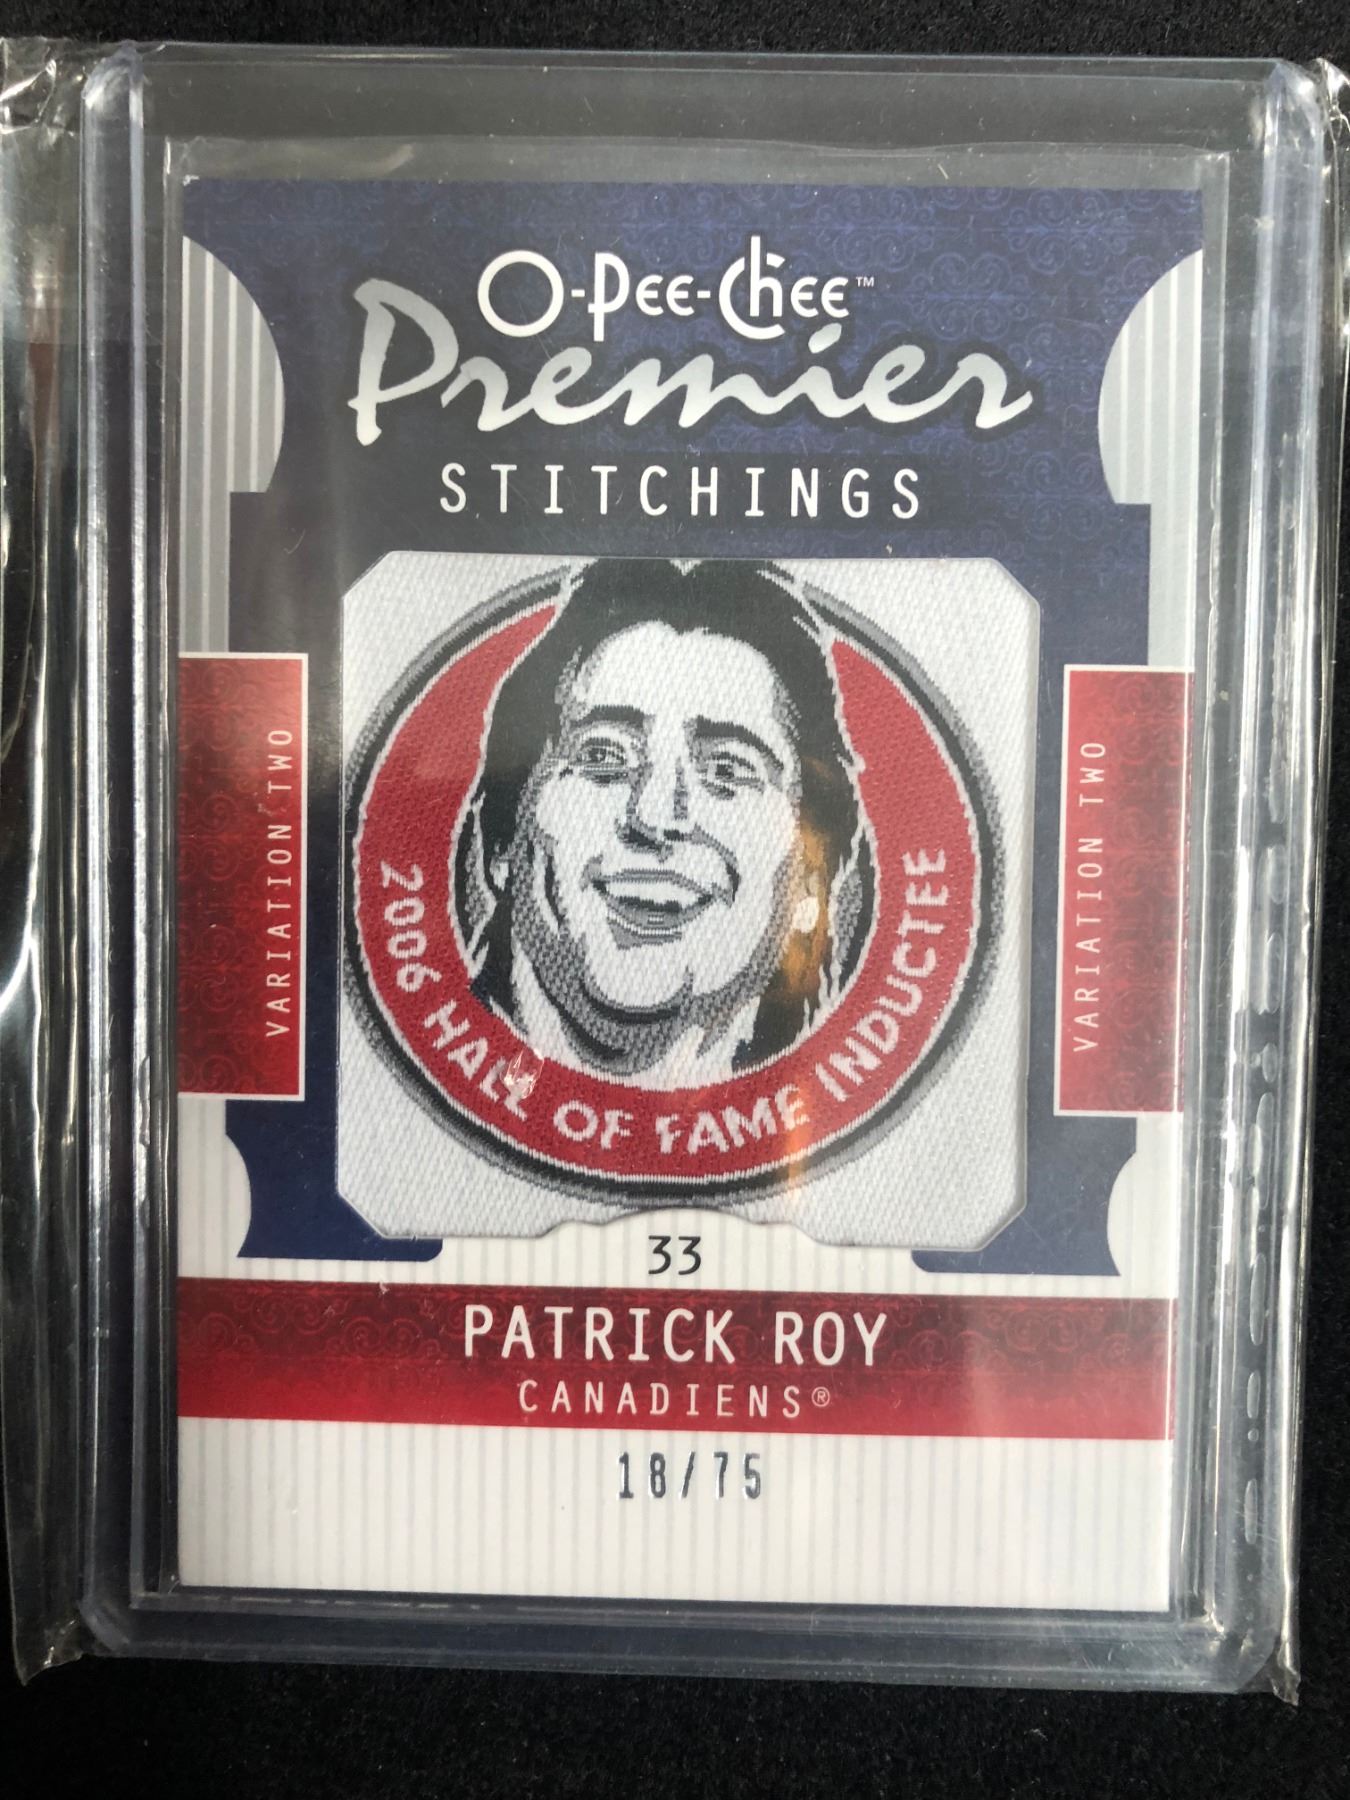 O-Pee-Chee™
Premier
STITCHINGS
VARIATION TWO
VARIATION TWO
2006 HALL OF FAME INDUCTEE
33
PATRICK ROY
CANADIENS®
18/75